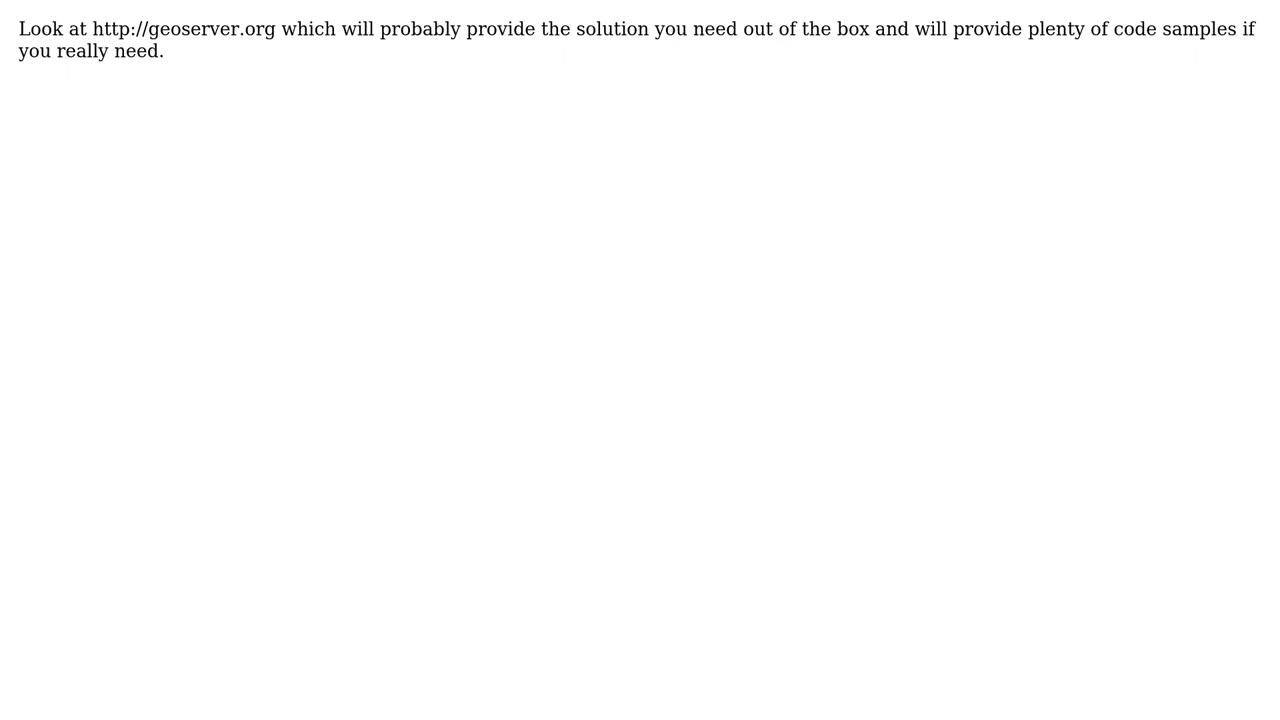 Look at http://geoserver.org which will probably provide the solution you need out of the box and will provide plenty of code samples if
you really need.